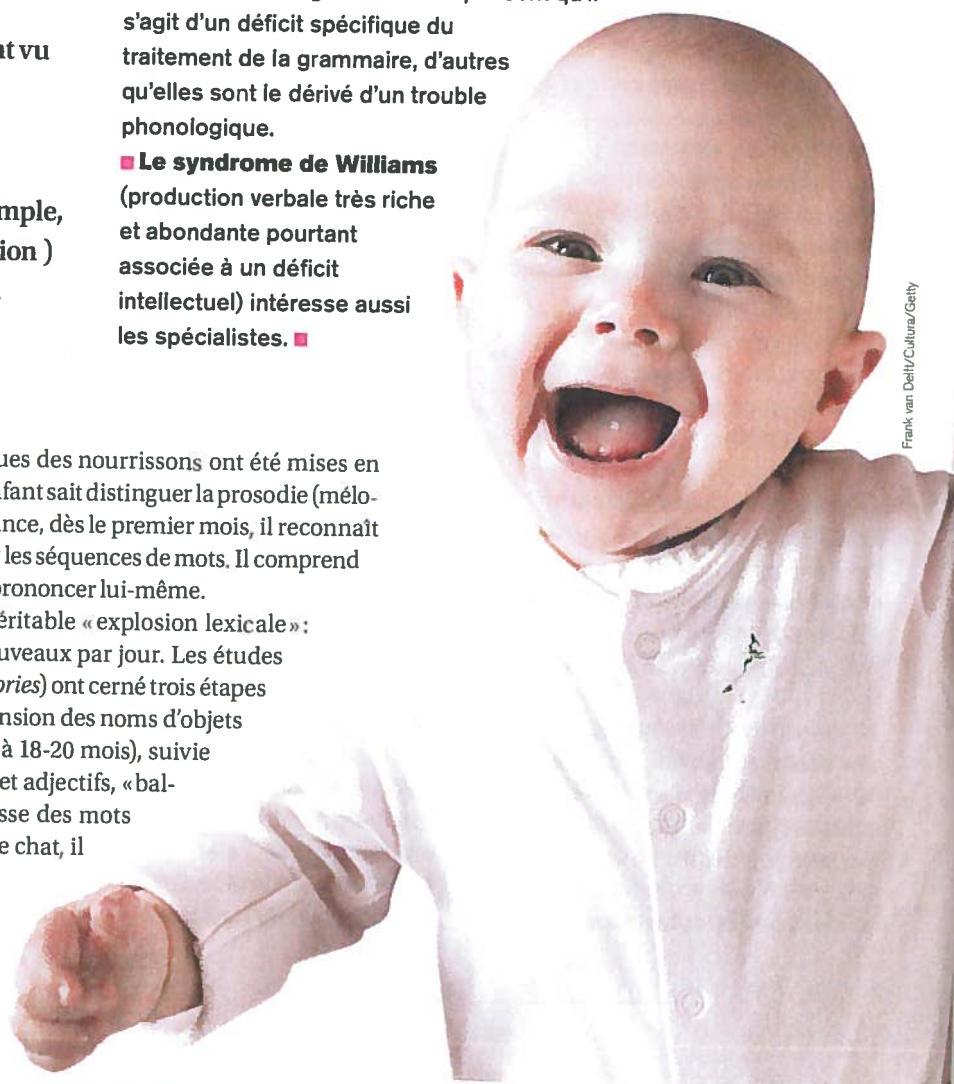 s'agit d'un déficit spécifique du
traitement de la grammaire, d'autres
qu'elles sont le dérivé d'un trouble
phonologique.
■ Le syndrome de Williams
(production verbale très riche
et abondante pourtant
associée à un déficit
intellectuel) intéresse aussi
les spécialistes. ■
nt vu
mple,
ion )
ues des nourrissons ont été mises en
fant sait distinguer la prosodie (mélo-
nce, dès le premier mois, il reconnaît
les séquences de mots. Il comprend
prononcer lui-même.
éritable «explosion lexicale»:
uveaux par jour. Les études
ories) ont cerné trois étapes
nsion des noms d'objets
à 18-20 mois), suivie
et adjectifs, «bal-
sse des mots
e chat, il
Frank van Delft/Cultura/Getty